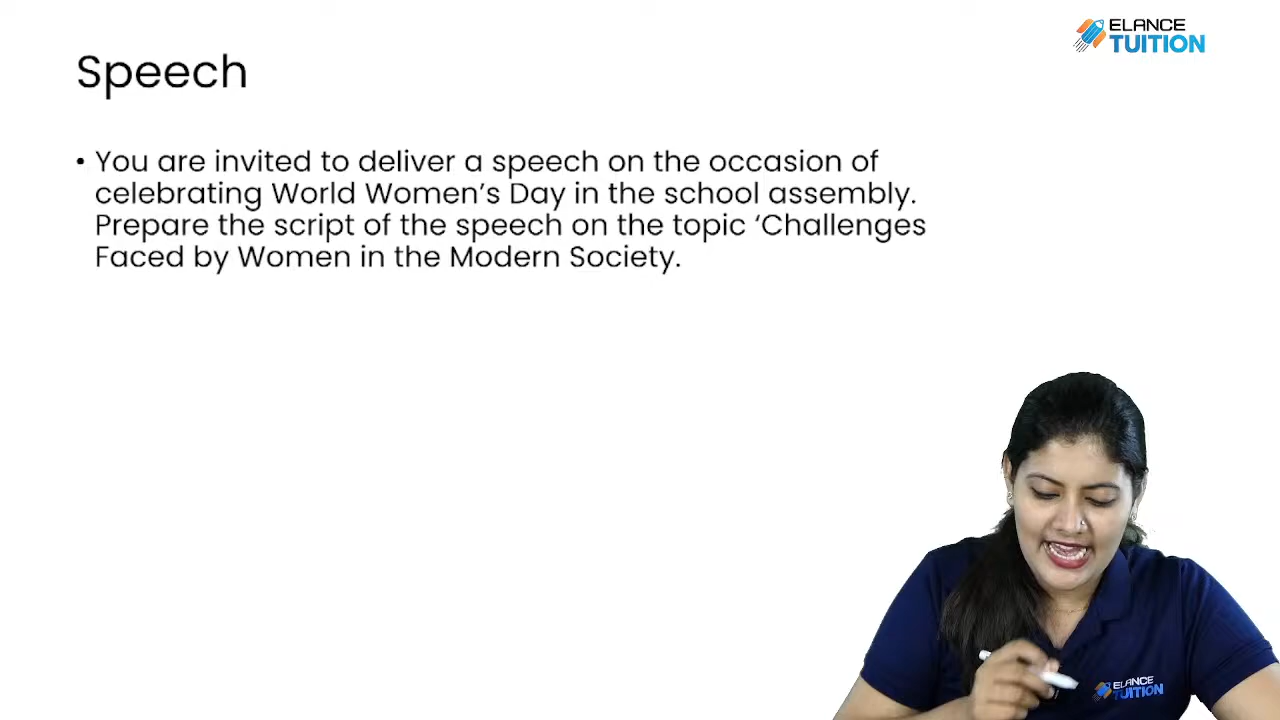 ELANCE
TUITION
Speech
• You are invited to deliver a speech on the occasion of
celebrating World Women's Day in the school assembly.
Prepare the script of the speech on the topic ‘Challenges
Faced by Women in the Modern Society.
ELANCE
TUITION